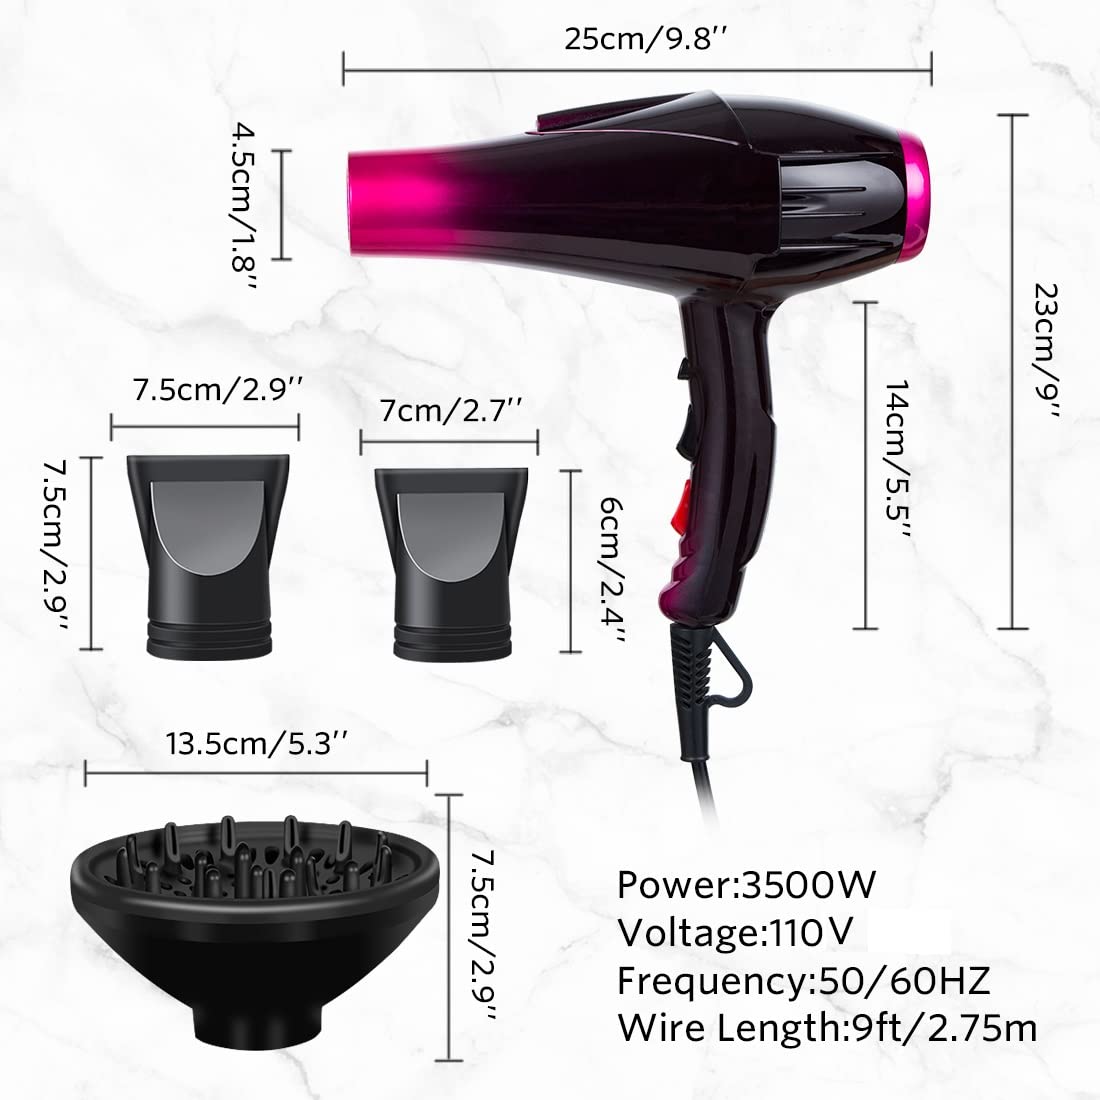 25cm/9.8''
4.5cm/1.8''
23cm/9''
14cm/5.5''
7.5cm/2.9''
7cm/2.7''
7.5cm/2.9''
6cm/2.4''
13.5cm/5.3''
7.5cm/2.9''
Power:3500W
Voltage:110V
Frequency:50/60HZ
Wire Length:9ft/2.75m